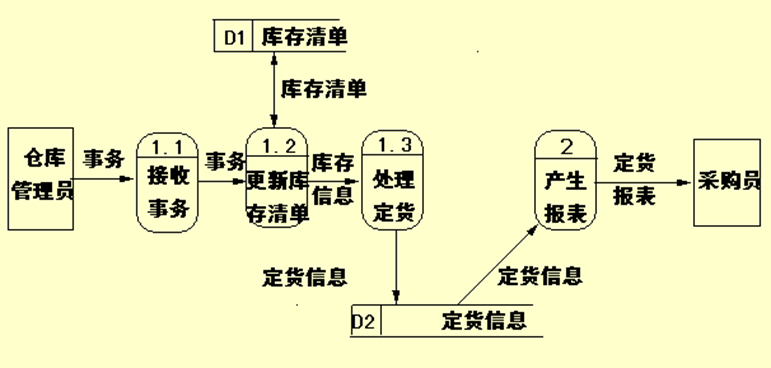 D1 库存清单
库存清单
仓库
管理员
事务
1.1
接收
事务
事务
1.2
更新库
存清单
库存
信息
1.3
处理
定货
2
产生
报表
定货
报表
采购员
定货信息
定货信息
D2 定货信息